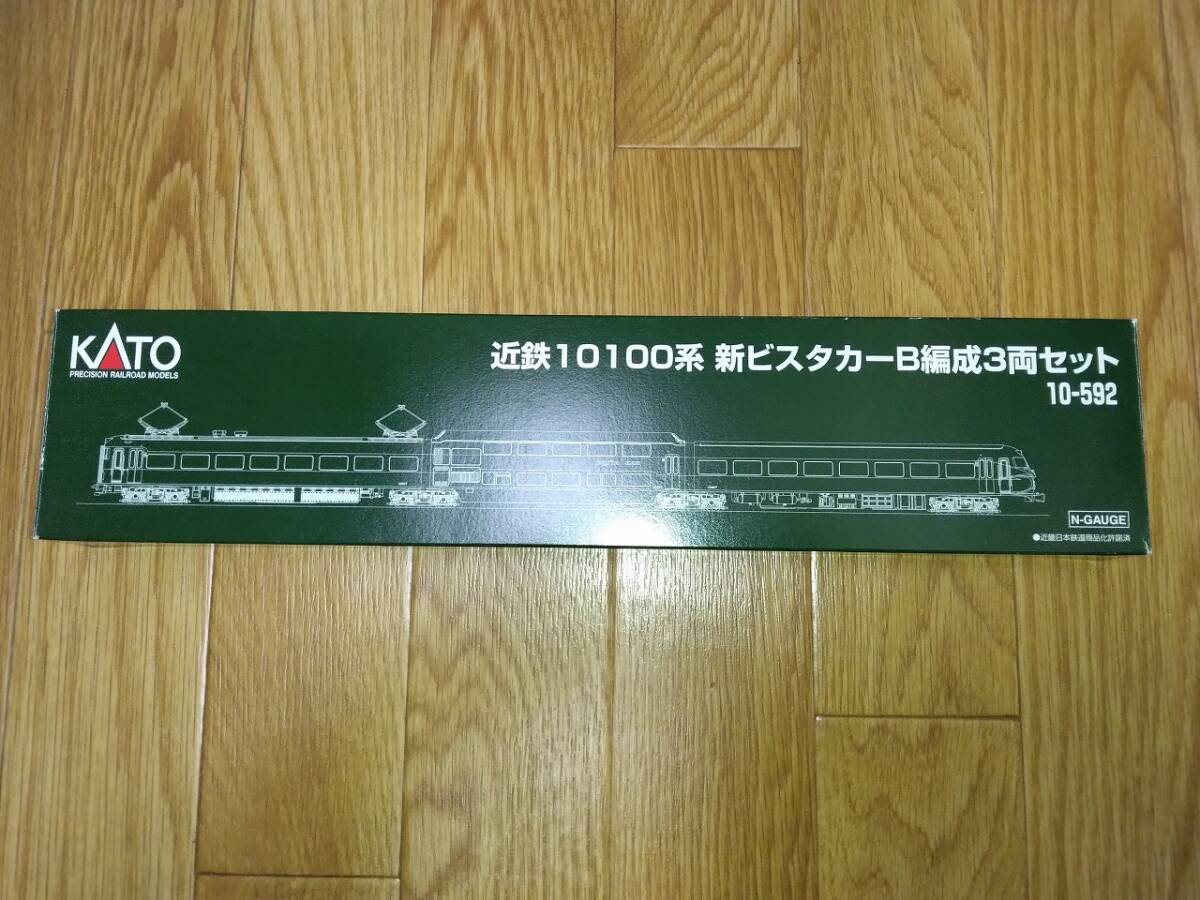 KATO
PRECISION RAILROAD MODELS
近鉄10100系 新ビスタカーB編成3両セット
10-592
N-GAUGE
●近畿日本鉄道商品化許諾済